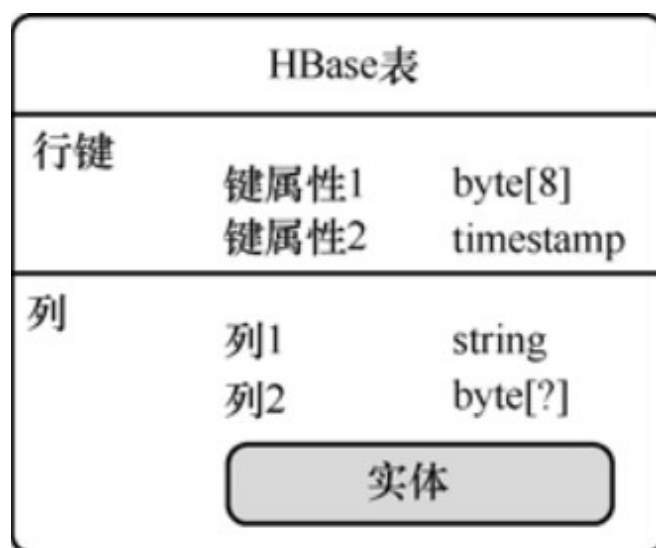 HBase表
行键
键属性1 byte[8]
键属性2 timestamp
列
列1 string
列2 byte[?]
实体